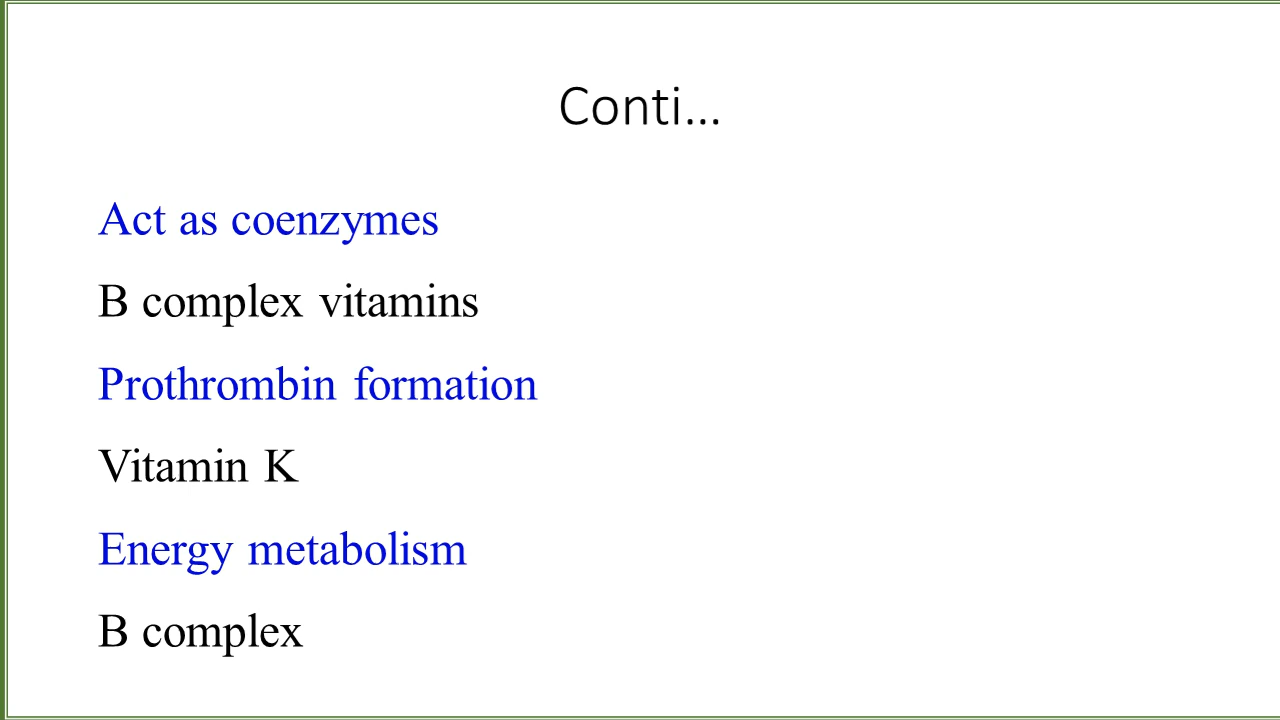 Conti...
Act as coenzymes
B complex vitamins
Prothrombin formation
Vitamin K
Energy metabolism
B complex